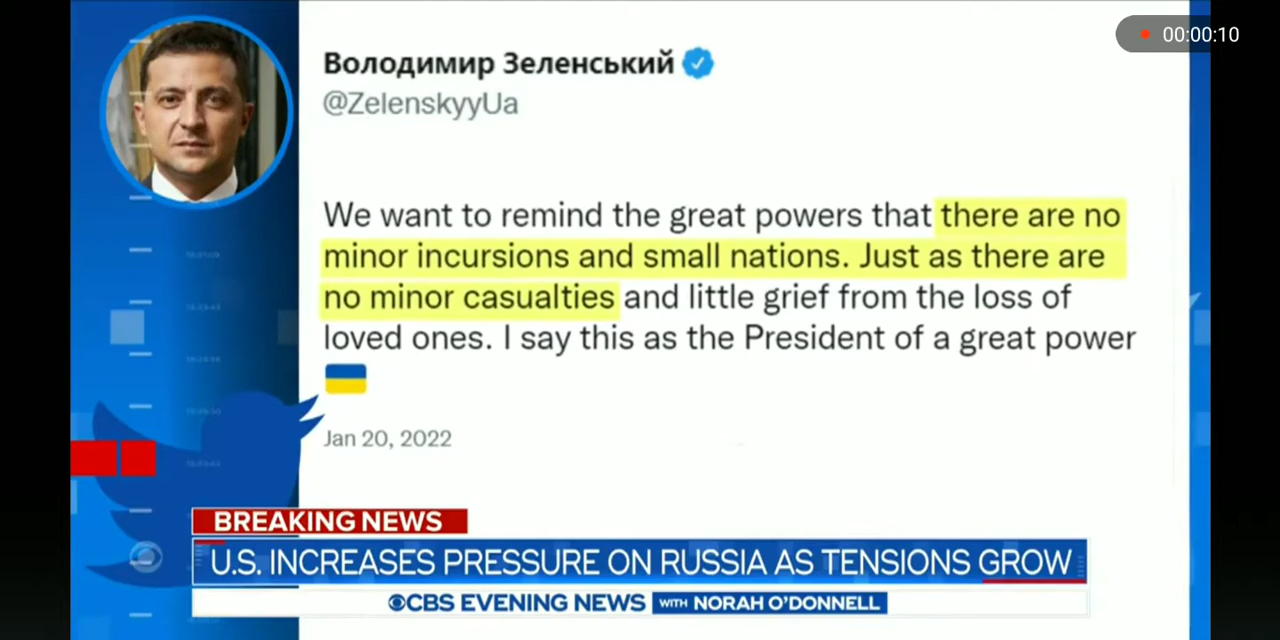 00:00:10
Володимир Зеленський
@ZelenskyyUa
We want to remind the great powers that there are no
minor incursions and small nations. Just as there are
no minor casualties and little grief from the loss of
loved ones. I say this as the President of a great power
Jan 20, 2022
BREAKING NEWS
U.S. INCREASES PRESSURE ON RUSSIA AS TENSIONS GROW
CBS EVENING NEWS WITH NORAH O'DONNELL